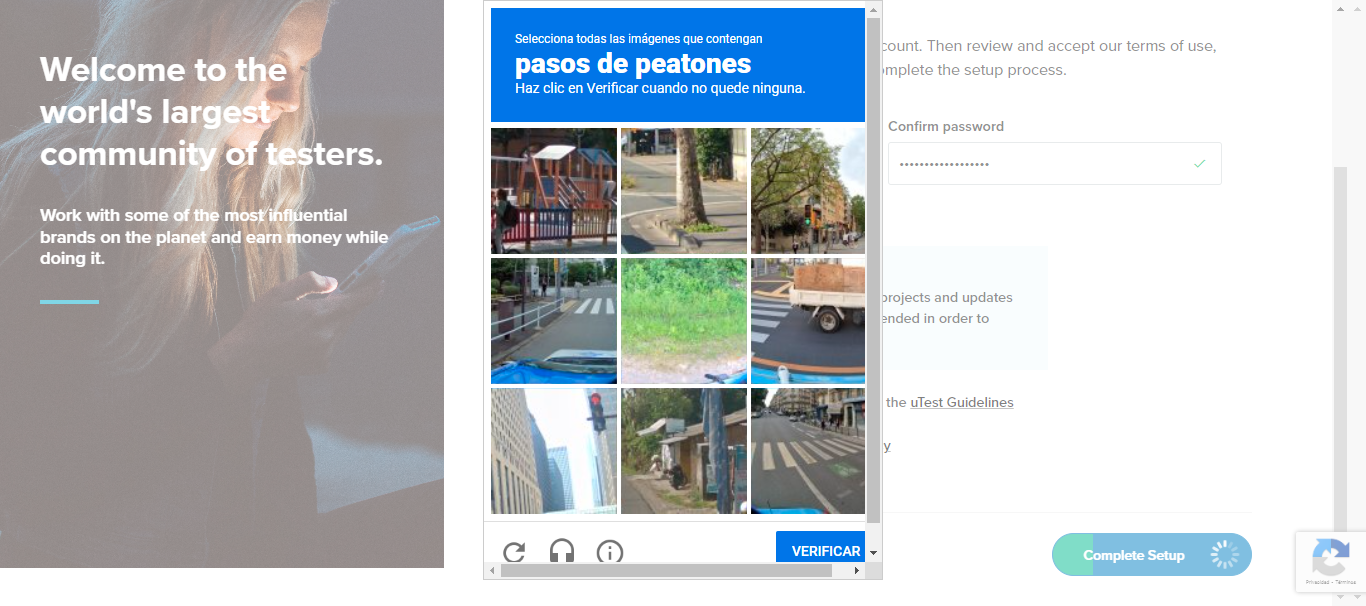 Welcome to the
world's largest
community of testers.
Work with some of the most influential
brands on the planet and earn money while
doing it.
Selecciona todas las imágenes que contengan
pasos de peatones
Haz clic en Verificar cuando no quede ninguna.
VERIFICAR
count. Then review and accept our terms of use,
omplete the setup process.
Confirm password
••••••••••••••••••
projects and updates
ended in order to
the uTest Guidelines
y
Complete Setup
Privacidad - Términos